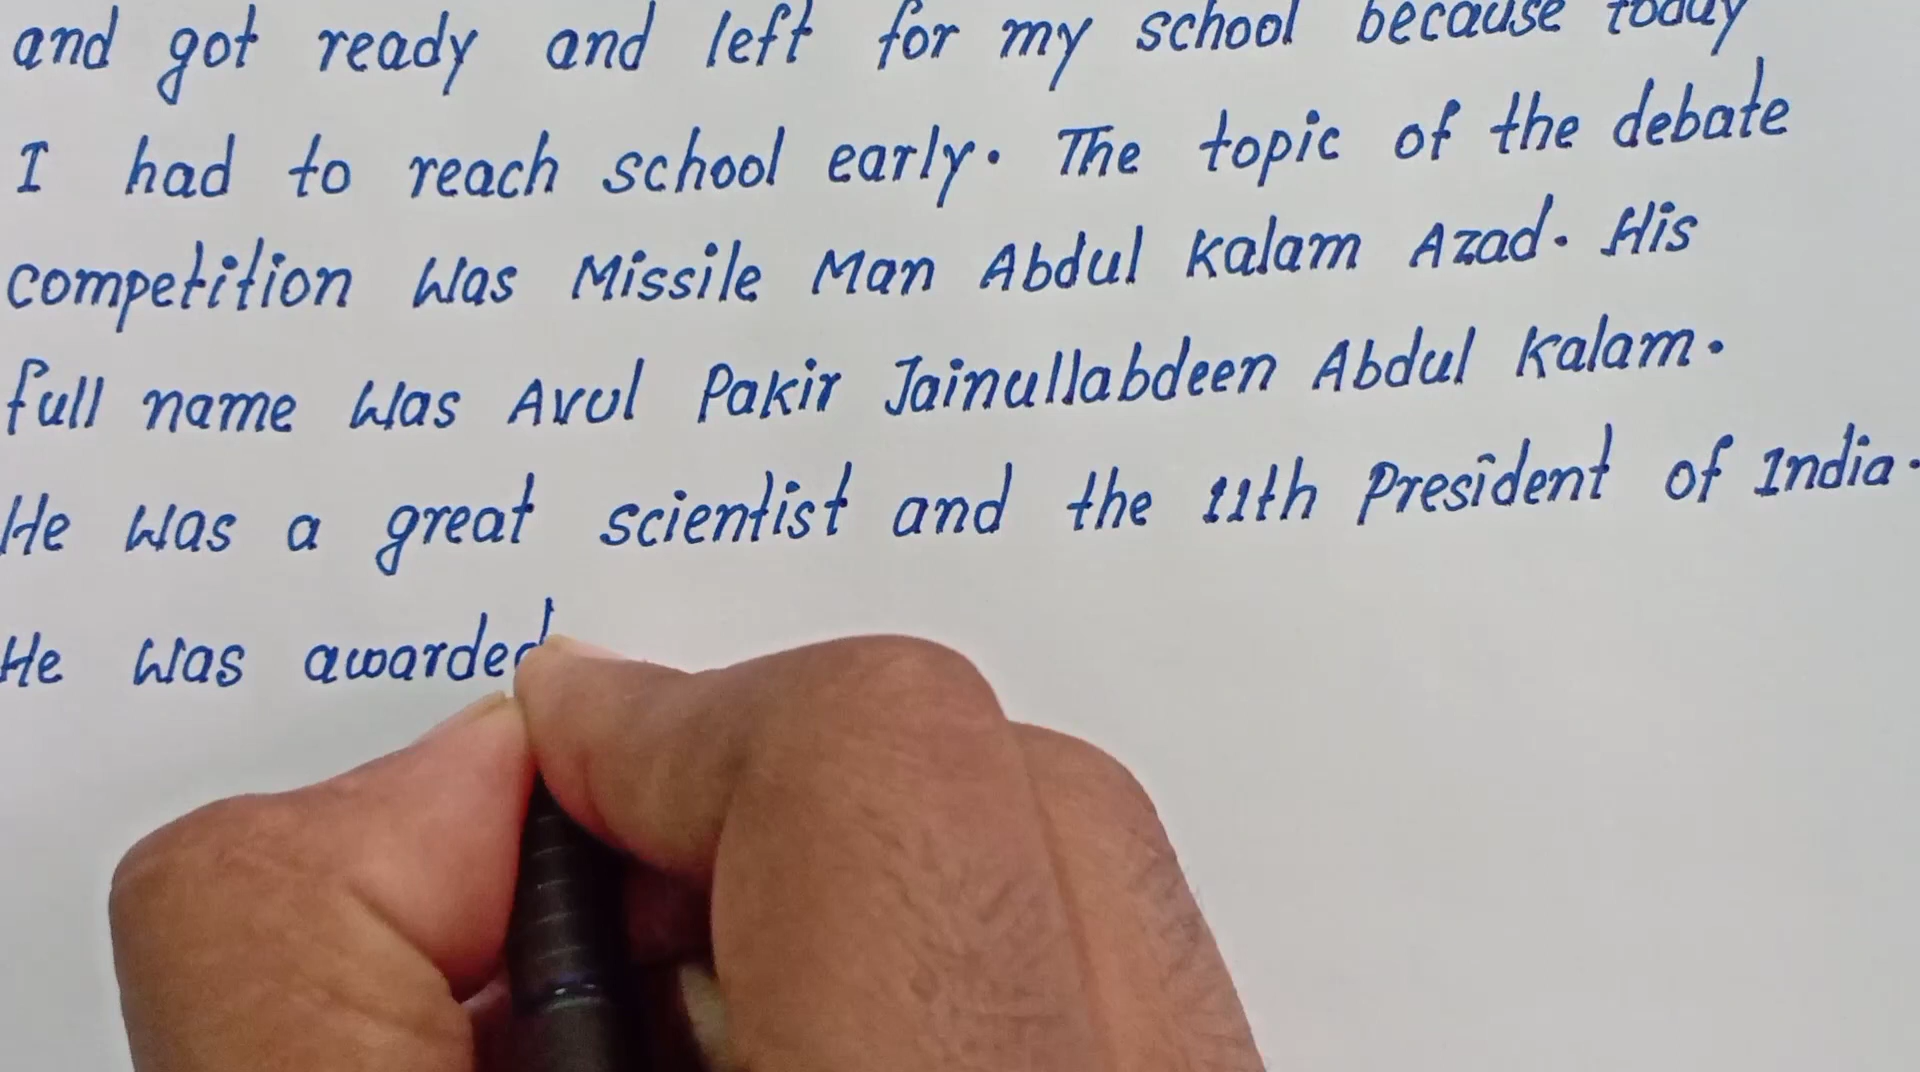 and got ready and left for my school because today
I had to reach school early. The topic of the debate
competition was Missile Man Abdul Kalam Azad. His
full name was Avul Pakir Jainullabdeen Abdul Kalam.
He was a great scientist and the 11th President of India.
He was awarded